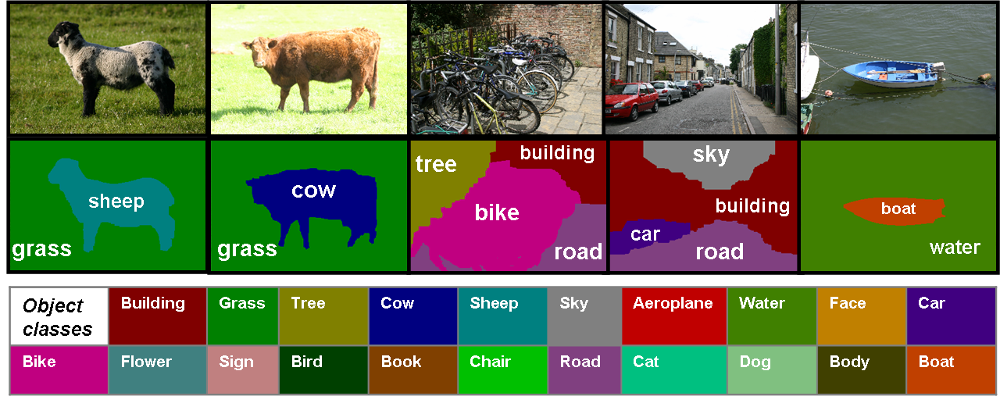 sheep
grass
cow
grass
tree
building
bike
road
sky
building
car
road
boat
water
Object classes
Building
Grass
Tree
Cow
Sheep
Sky
Aeroplane
Water
Face
Car
Bike
Flower
Sign
Bird
Book
Chair
Road
Cat
Dog
Body
Boat